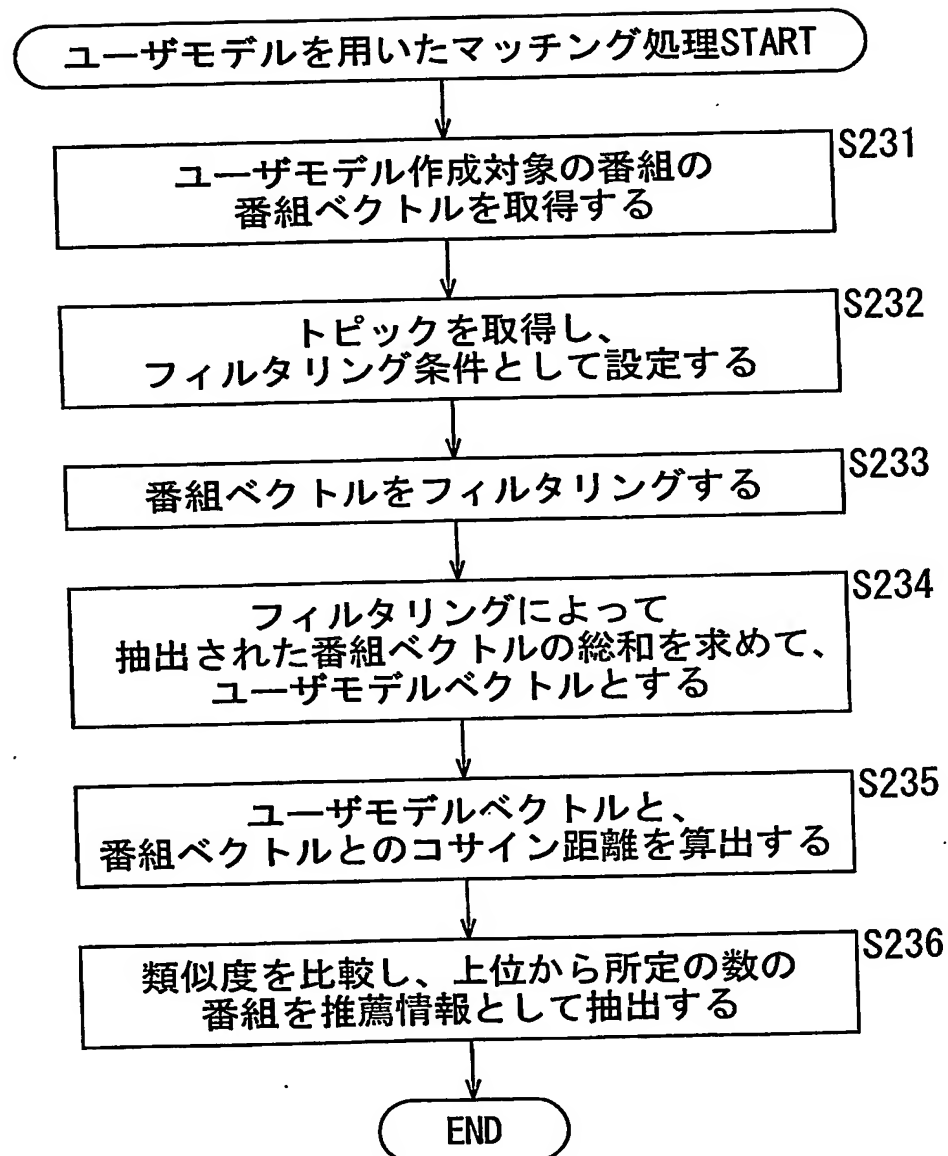 ユーザモデルを用いたマッチング処理START
S231
ユーザモデル作成対象の番組の
番組ベクトルを取得する
S232
トピックを取得し、
フィルタリング条件として設定する
S233
番組ベクトルをフィルタリングする
S234
フィルタリングによって
抽出された番組ベクトルの総和を求めて、
ユーザモデルベクトルとする
S235
ユーザモデルベクトルと、
番組ベクトルとのコサイン距離を算出する
S236
類似度を比較し、上位から所定の数の
番組を推薦情報として抽出する
END